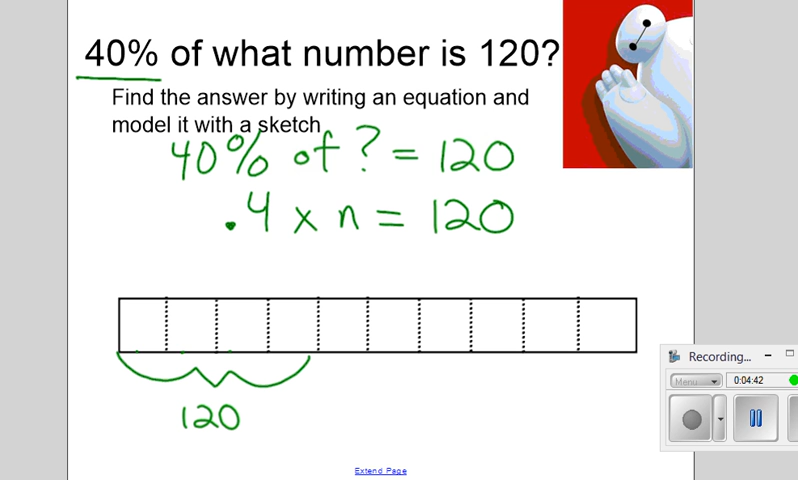 40% of what number is 120?
Find the answer by writing an equation and
model it with a sketch
40% of ? = 120
.4 x n = 120
120
Extend Page
Recording...
Menu
0:04:42